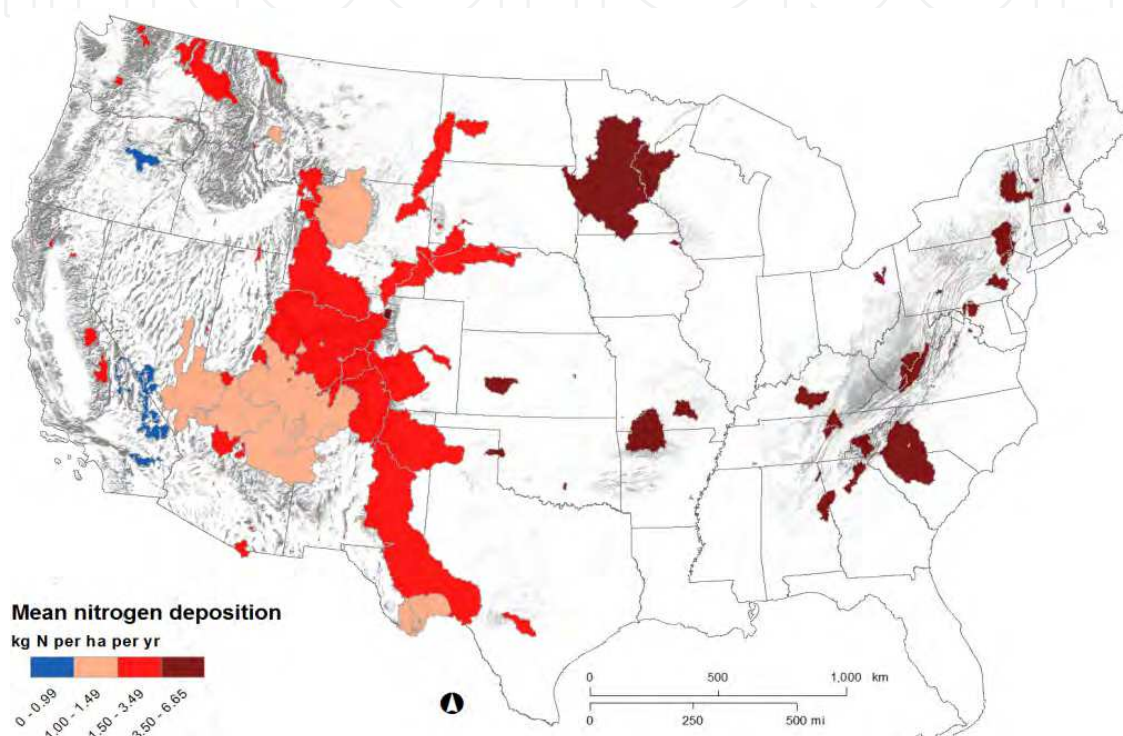 Mean nitrogen deposition
kg N per ha per yr
0 - 0.99
1.00 - 1.49
1.50 - 3.49
3.50 - 6.65
0 500 1,000 km
0 250 500 mi